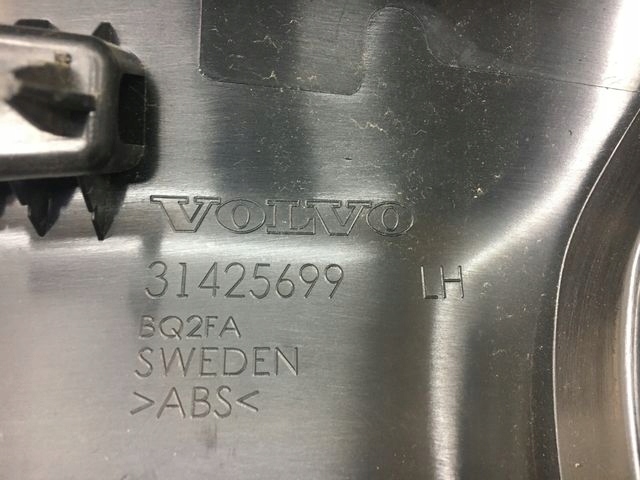 VOLVO
31425699 LH
BQ2FA
SWEDEN
>ABS<